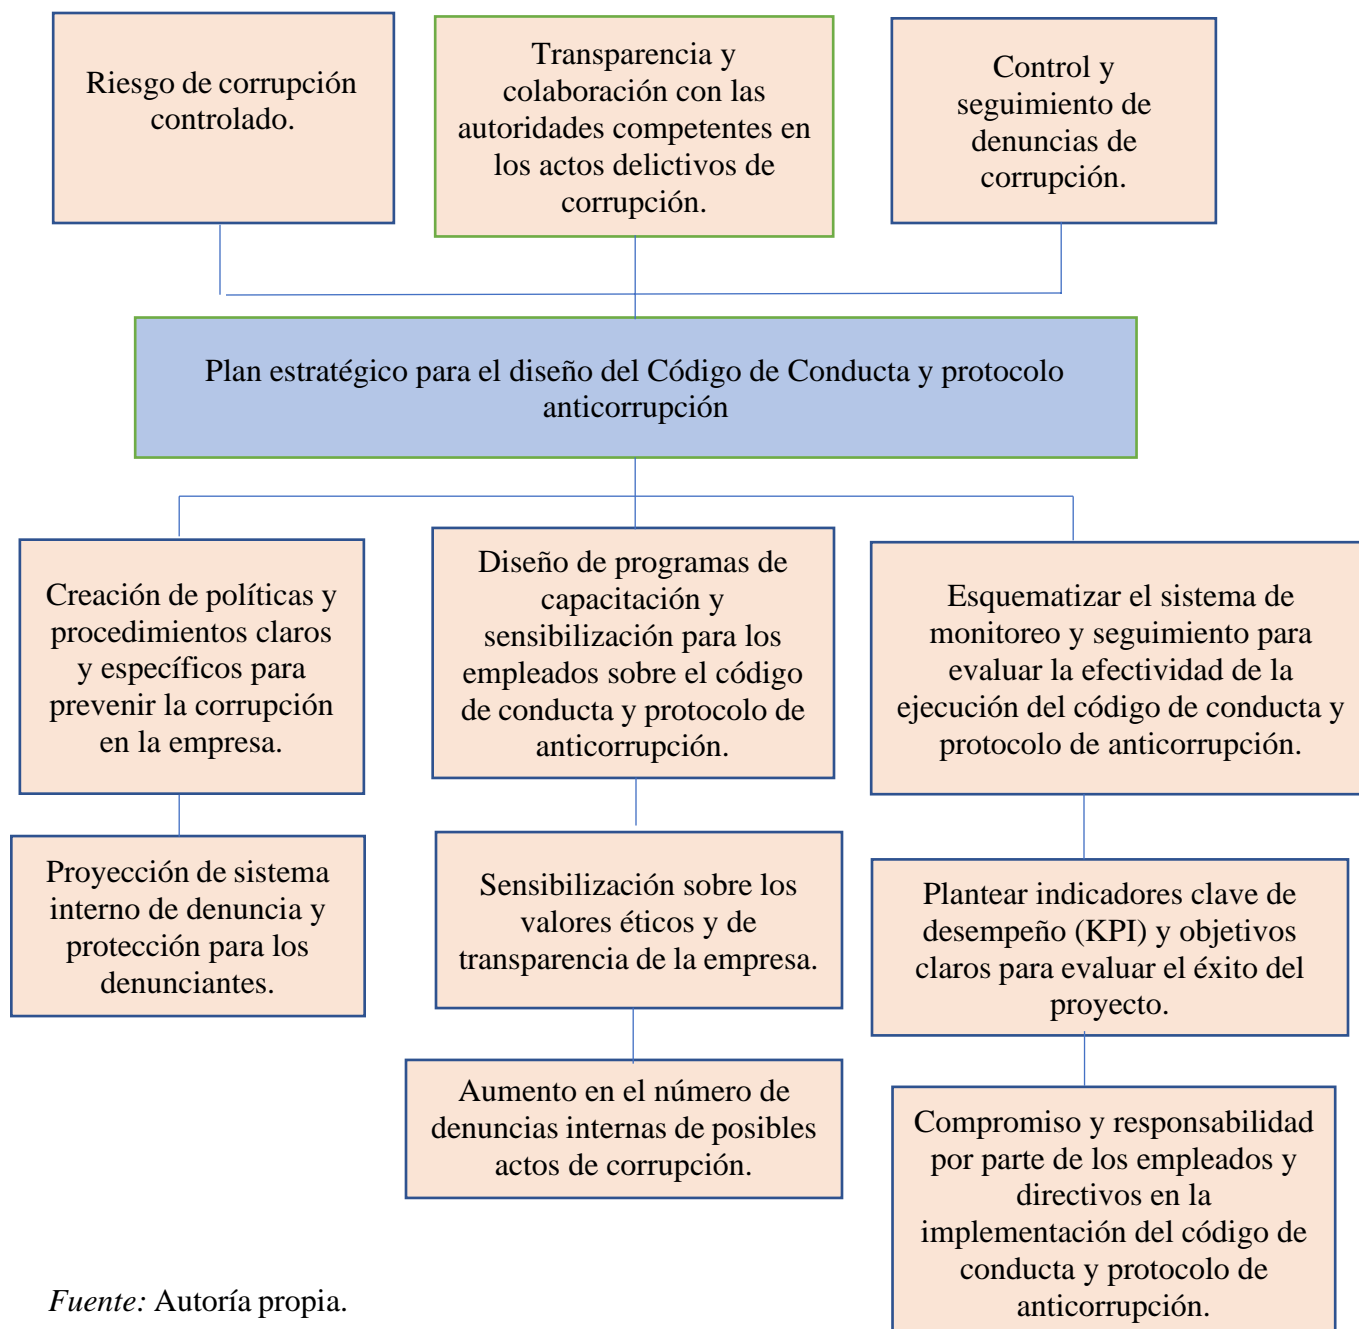 Riesgo de corrupción
controlado.
Transparencia y
colaboración con las
autoridades competentes en
los actos delictivos de
corrupción.
Control y
seguimiento de
denuncias de
corrupción.
Plan estratégico para el diseño del Código de Conducta y protocolo
anticorrupción
Creación de políticas y
procedimientos claros
y específicos para
prevenir la corrupción
en la empresa.
Diseño de programas de
capacitación y
sensibilización para los
empleados sobre el código
de conducta y protocolo de
anticorrupción.
Esquematizar el sistema de
monitoreo y seguimiento para
evaluar la efectividad de la
ejecución del código de conducta y
protocolo de anticorrupción.
Proyección de sistema
interno de denuncia y
protección para los
denunciantes.
Sensibilización sobre los
valores éticos y de
transparencia de la empresa.
Plantear indicadores clave de
desempeño (KPI) y objetivos
claros para evaluar el éxito del
proyecto.
Aumento en el número de
denuncias internas de posibles
actos de corrupción.
Compromiso y responsabilidad
por parte de los empleados y
directivos en la
implementación del código de
conducta y protocolo de
anticorrupción.
Fuente: Autoría propia.